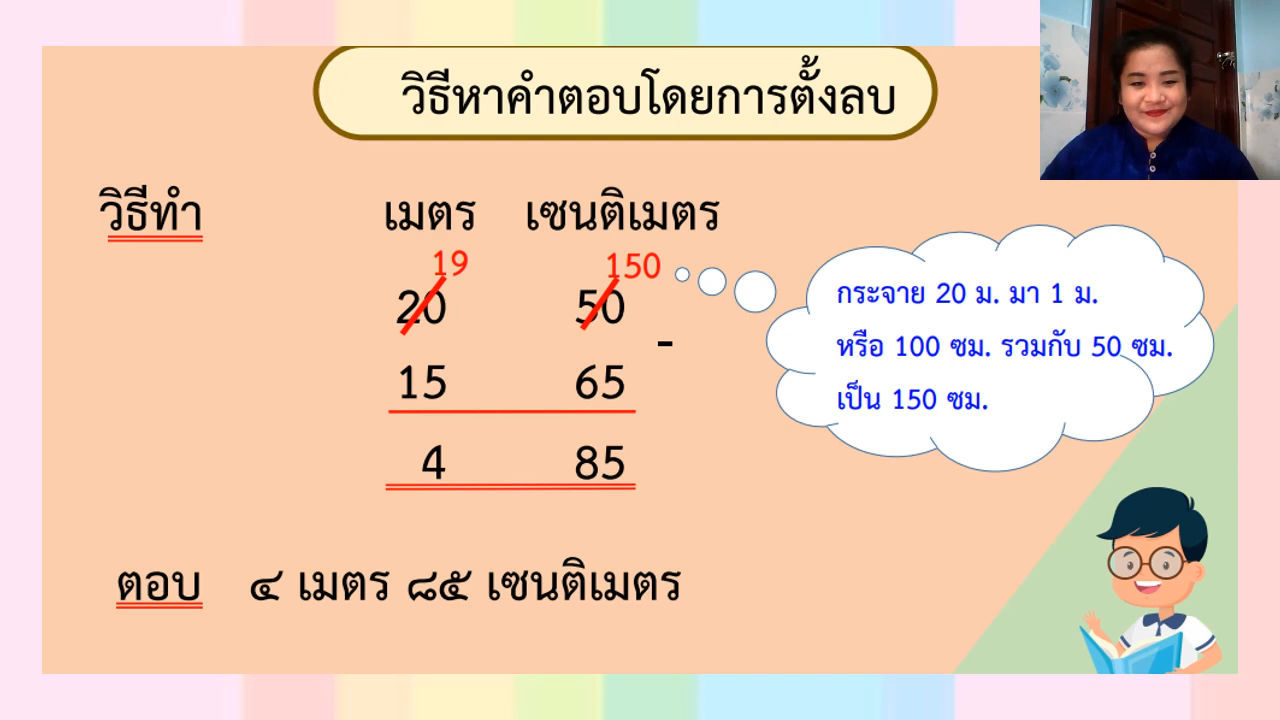 วิธีหาคำตอบโดยการตั้งลบ
วิธีทำ เมตร เซนติเมตร
19 150
20 50
-
15 65
4 85
กระจาย 20 ม. มา 1 ม.
หรือ 100 ซม. รวมกับ 50 ซม.
เป็น 150 ซม.
ตอบ ๔ เมตร ๘๕ เซนติเมตร